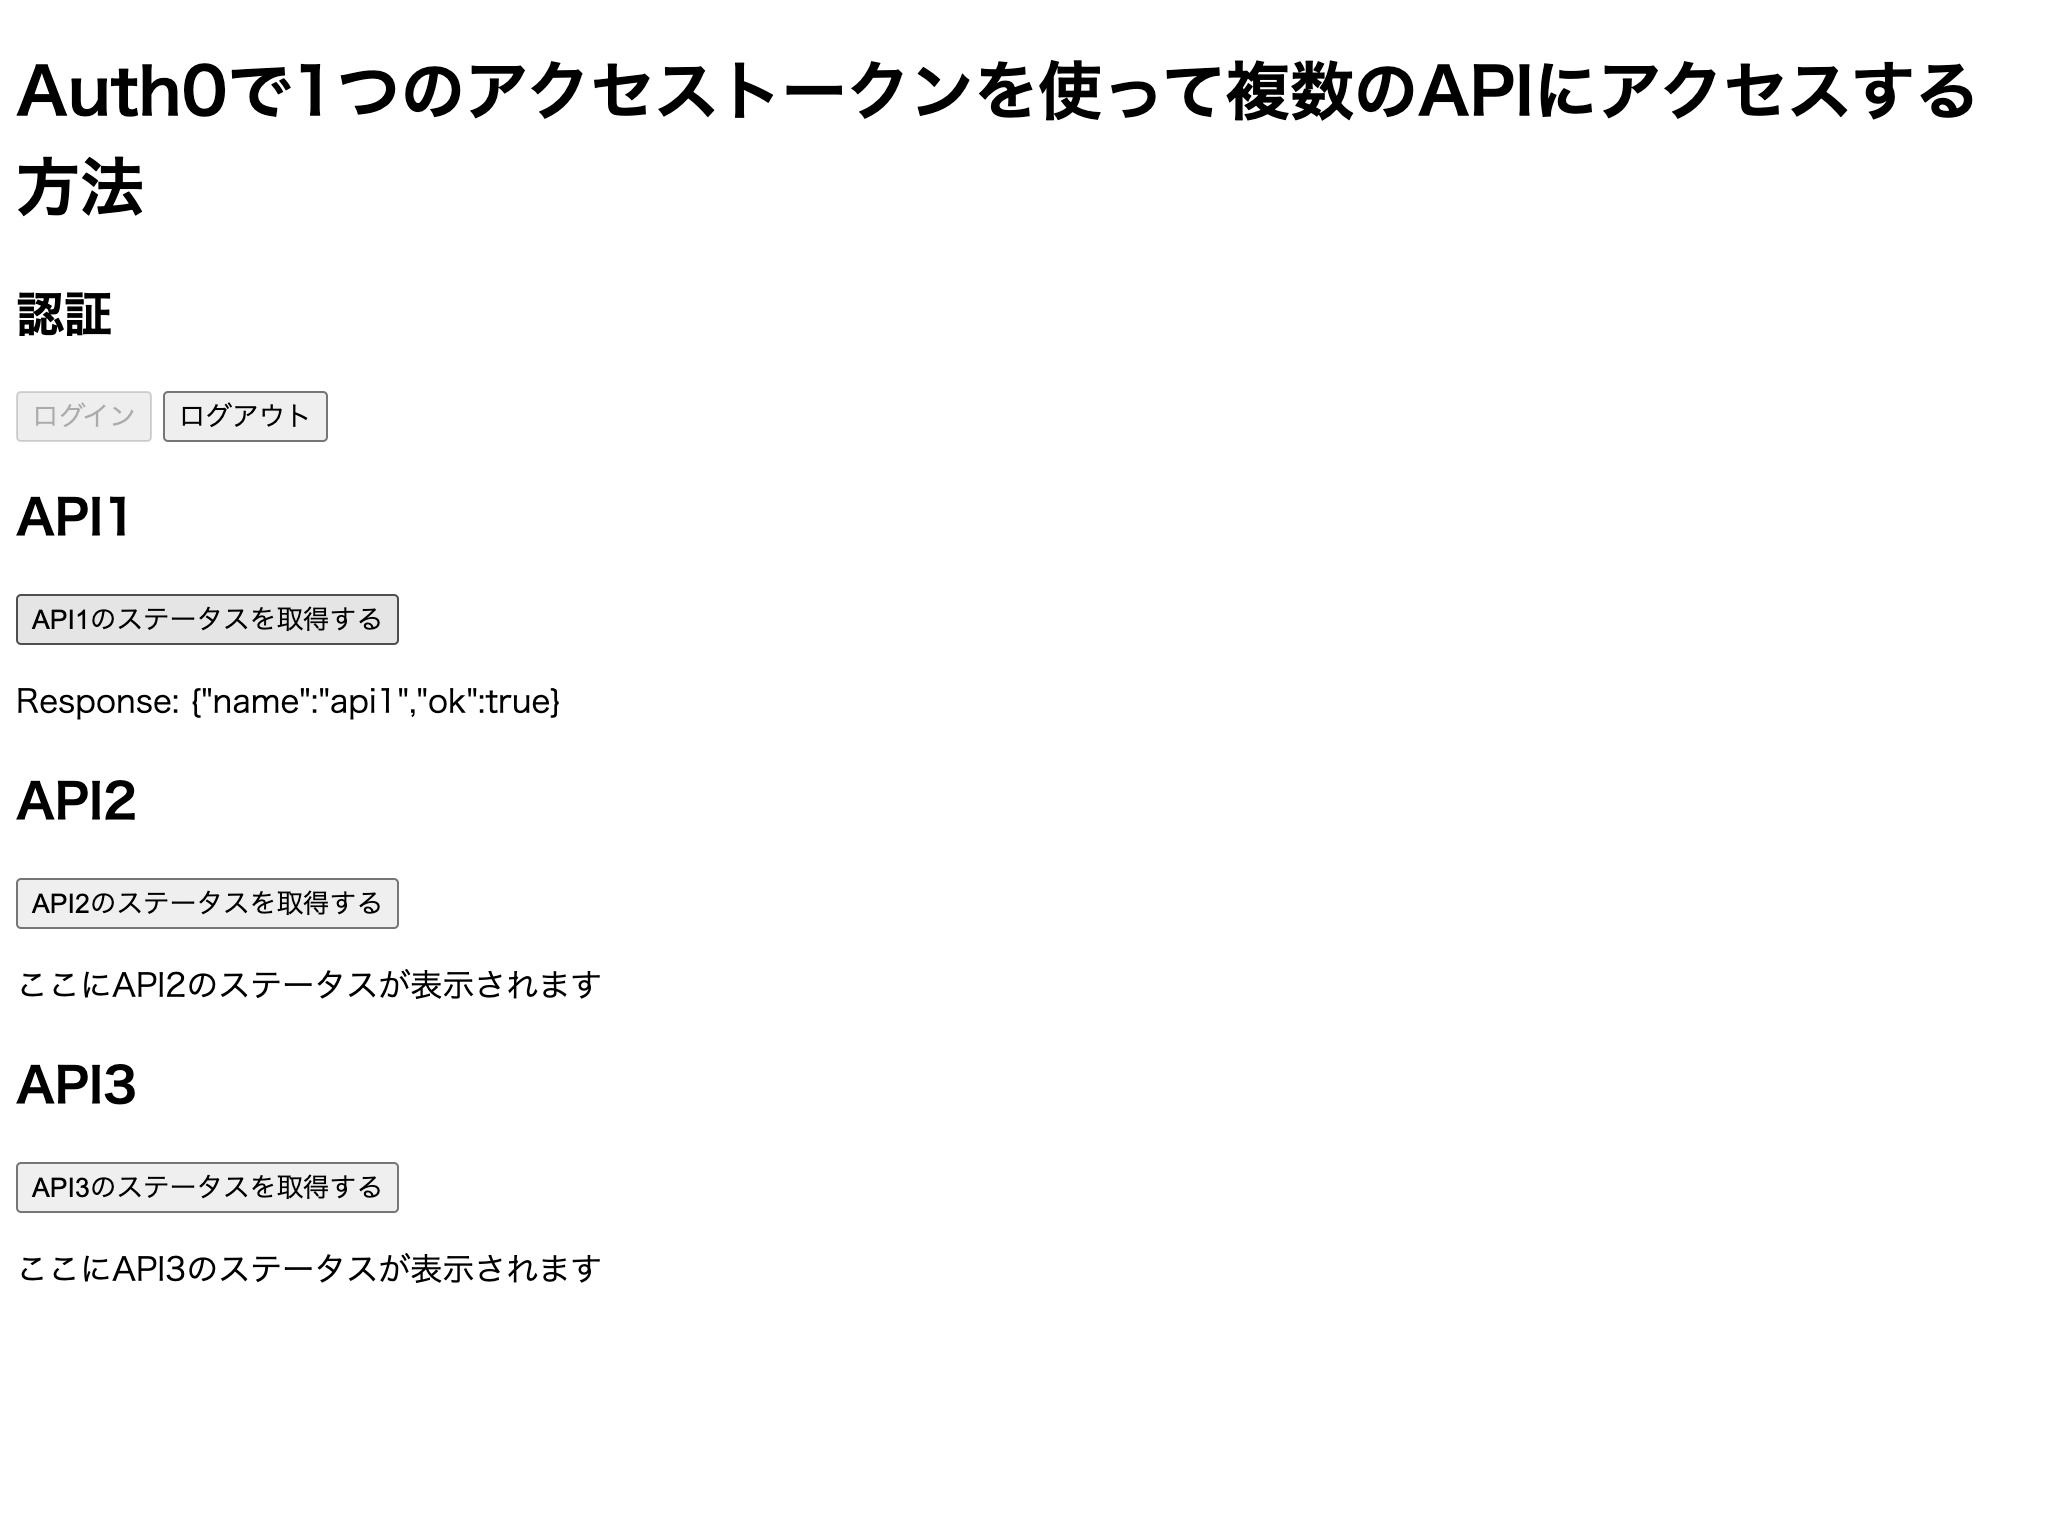 Auth0で1つのアクセストークンを使って複数のAPIにアクセスする
方法
認証
ログイン ログアウト
API1
API1のステータスを取得する
Response: {"name":"api1","ok":true}
API2
API2のステータスを取得する
ここにAPI2のステータスが表示されます
API3
API3のステータスを取得する
ここにAPI3のステータスが表示されます